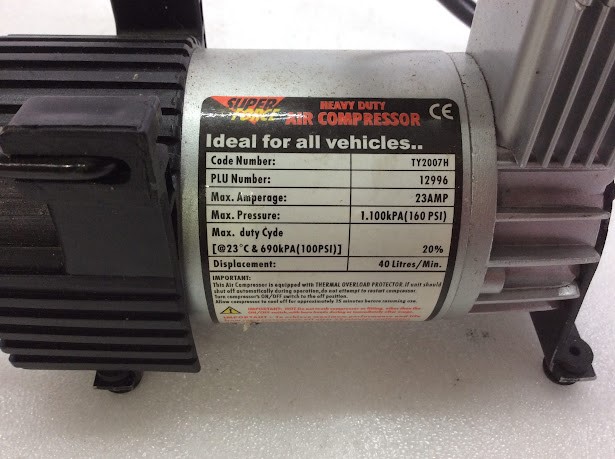 SUPER FORCE HEAVY DUTY AIR COMPRESSOR CE
Ideal for all vehicles..
Code Number: TY2007H
PLU Number: 12996
Max. Amperage: 23AMP
Max. Pressure: 1.100kPA(160 PSI)
Max. duty Cycle
[@23°C & 690kPA(100PSI)] 20%
Displacement: 40 Litres/Min.
IMPORTANT:
This Air Compressor is equipped with THERMAL OVERLOAD PROTECTOR. If unit should
shut off automatically during operation, do not attempt to restart compressor.
Turn compressor's ON/OFF switch to the off position.
Allow compressor to cool off for approximately 25 minutes before resuming use.
IMPORTANT: